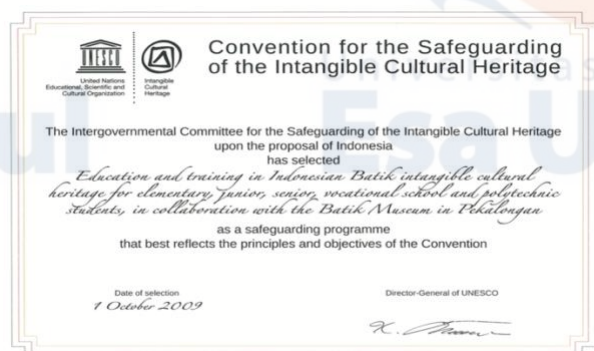 Convention for the Safeguarding
of the Intangible Cultural Heritage
UNESCO
United Nations
Educational, Scientific and
Cultural Organization
Intangible
Cultural
Heritage
The Intergovernmental Committee for the Safeguarding of the Intangible Cultural Heritage
upon the proposal of Indonesia
has selected
Education and training in Indonesian Batik intangible cultural
heritage for elementary, junior, senior, vocational school and polytechnic
students, in collaboration with the Batik Museum in Pekalongan
as a safeguarding programme
that best reflects the principles and objectives of the Convention
Date of selection
1 October 2009
Director-General of UNESCO
Universitas
Esa U
ul